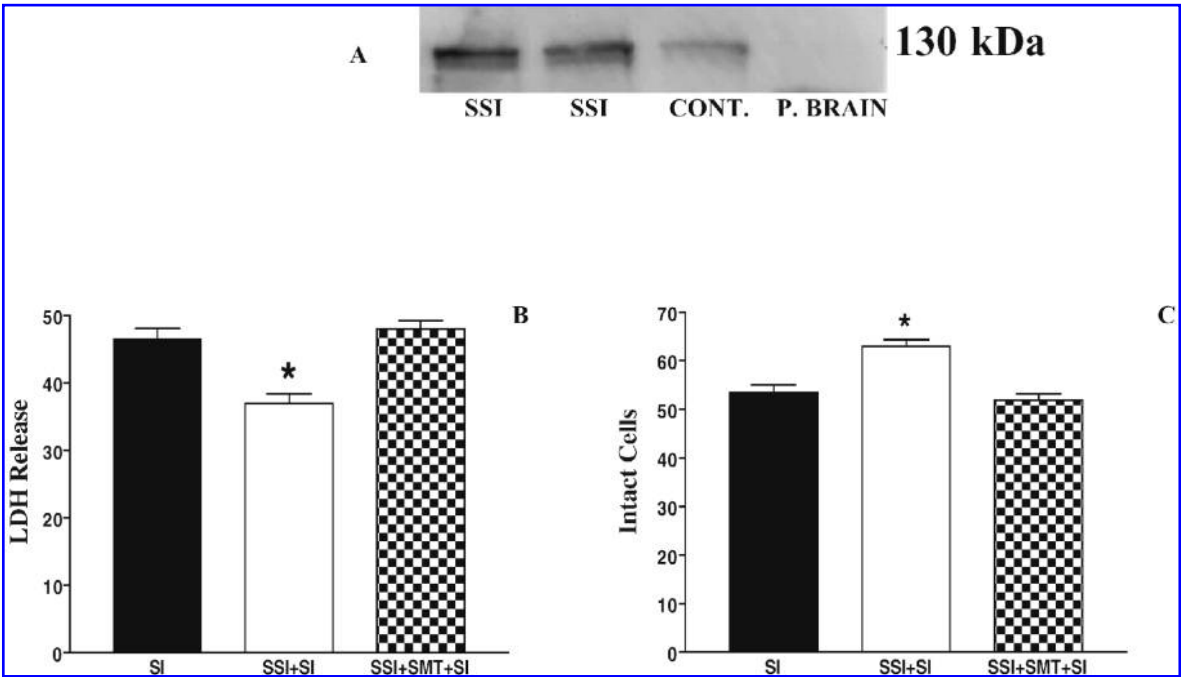 A
130 kDa
SSI SSI CONT. P. BRAIN
B
LDH Release
50
40
30
20
10
0
*
SI SSI+SI SSI+SMT+SI
C
Intact Cells
70
60
50
40
30
20
10
0
*
SI SSI+SI SSI+SMT+SI